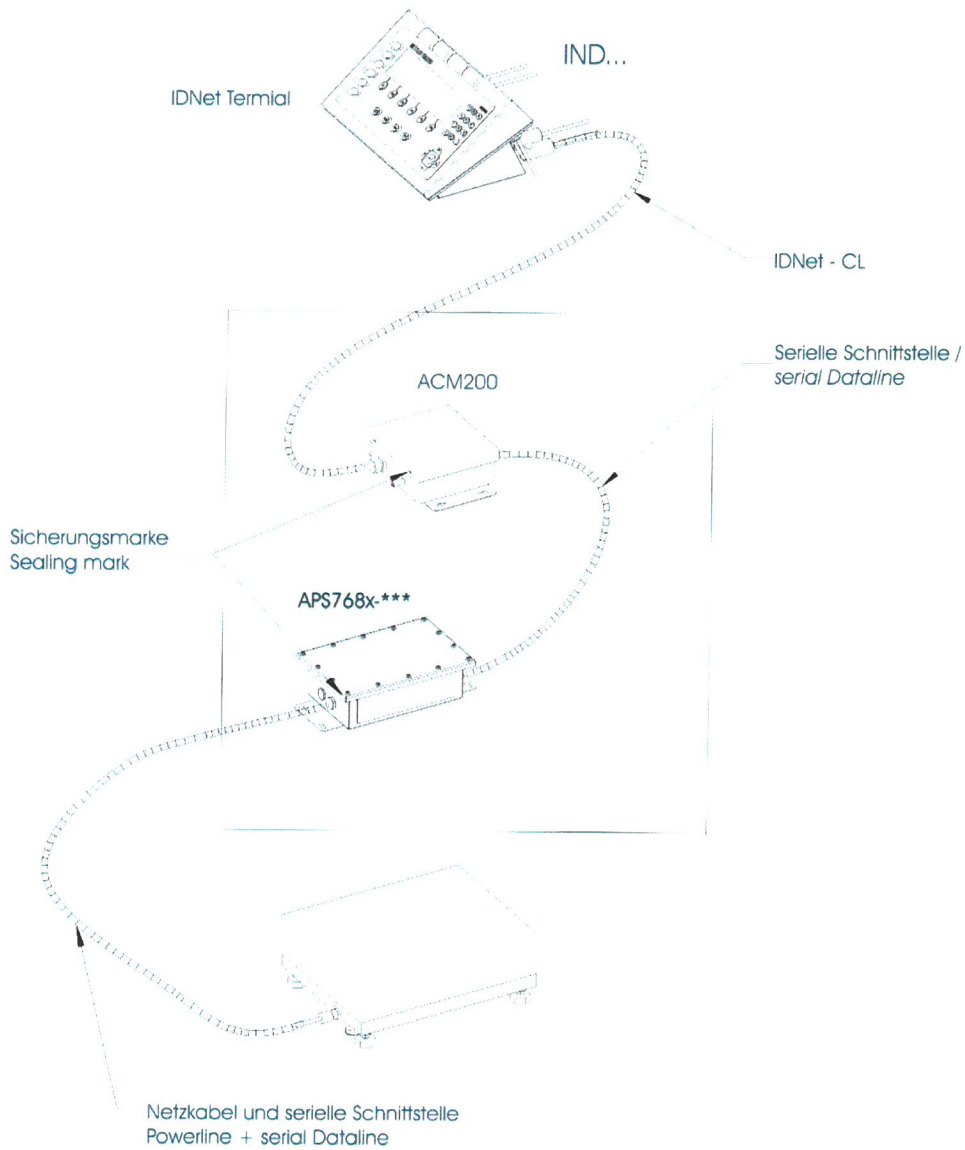 IND...
IDNet Termial
IDNet - CL
Serielle Schnittstelle /
serial Dataline
ACM200
Sicherungsmarke
Sealing mark
APS768x-***
Netzkabel und serielle Schnittstelle
Powerline + serial Dataline